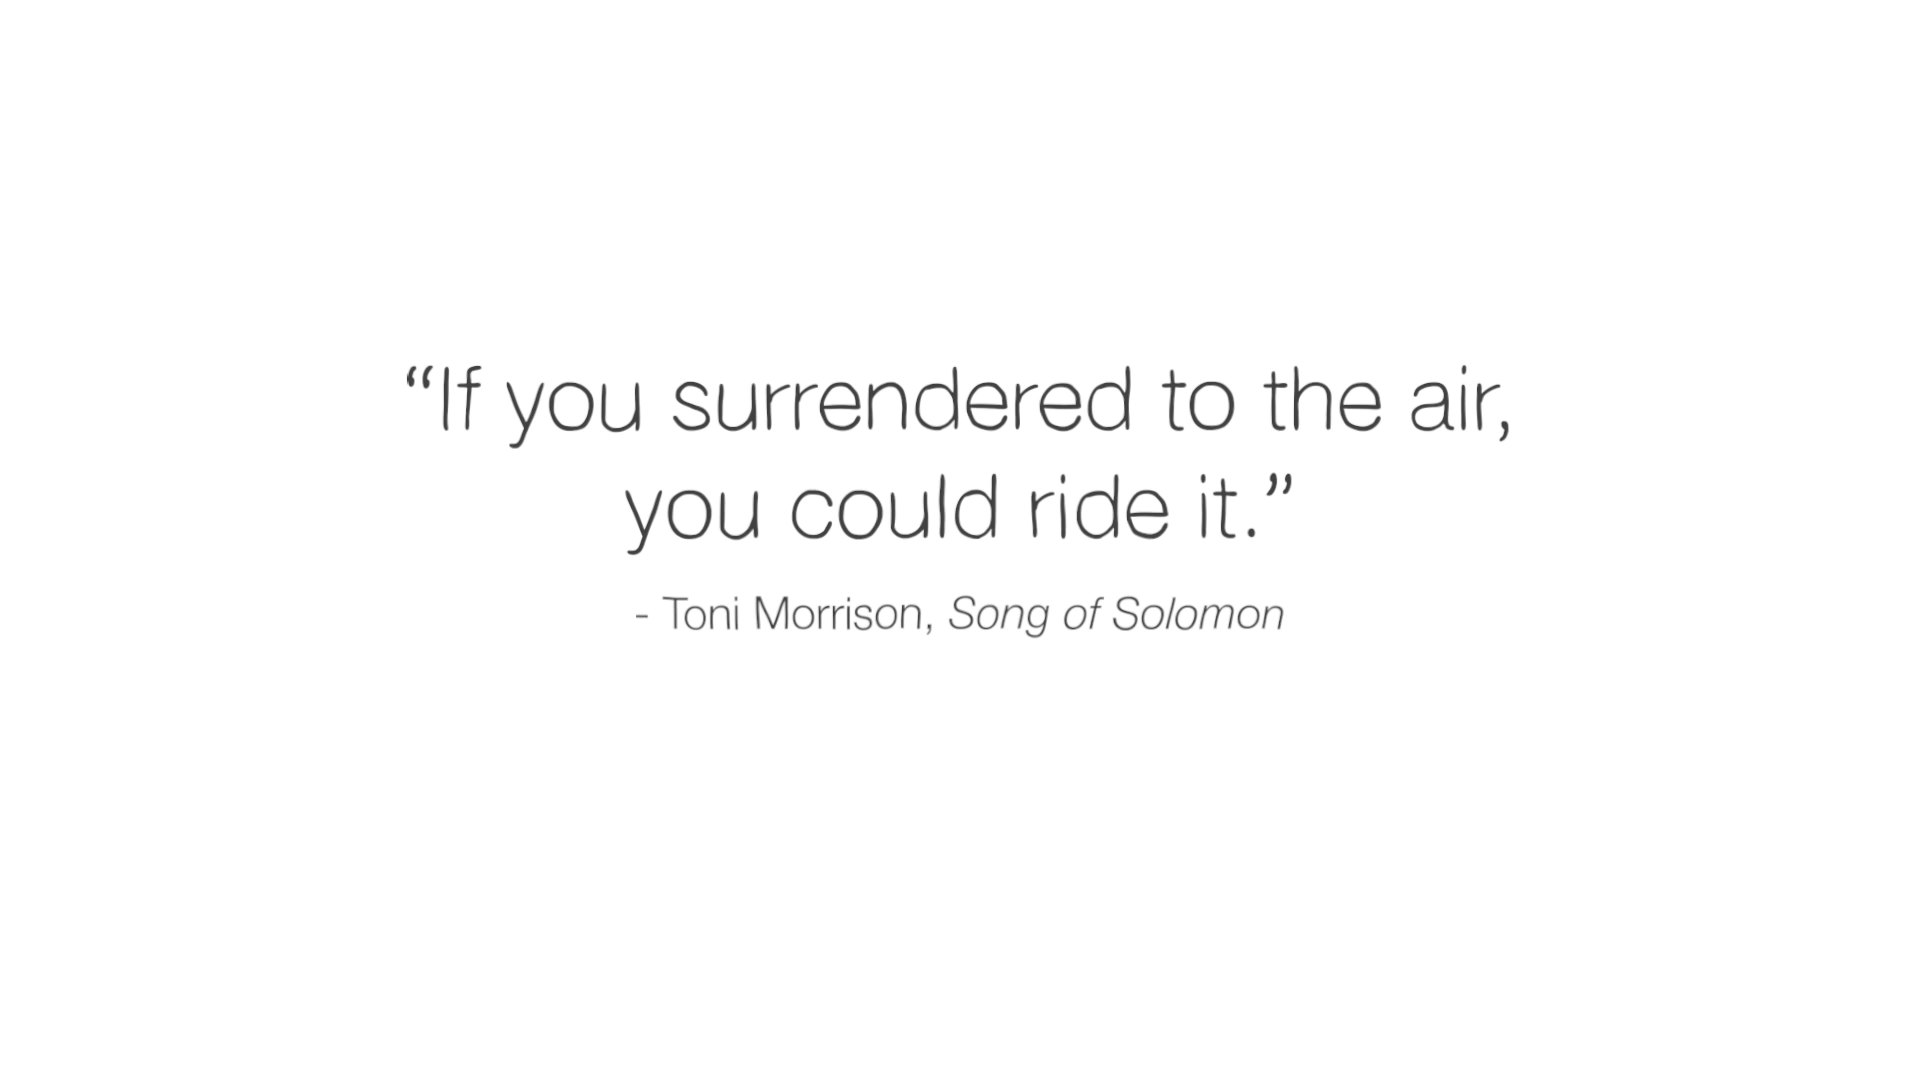 “If you surrendered to the air,
you could ride it.”
- Toni Morrison, Song of Solomon